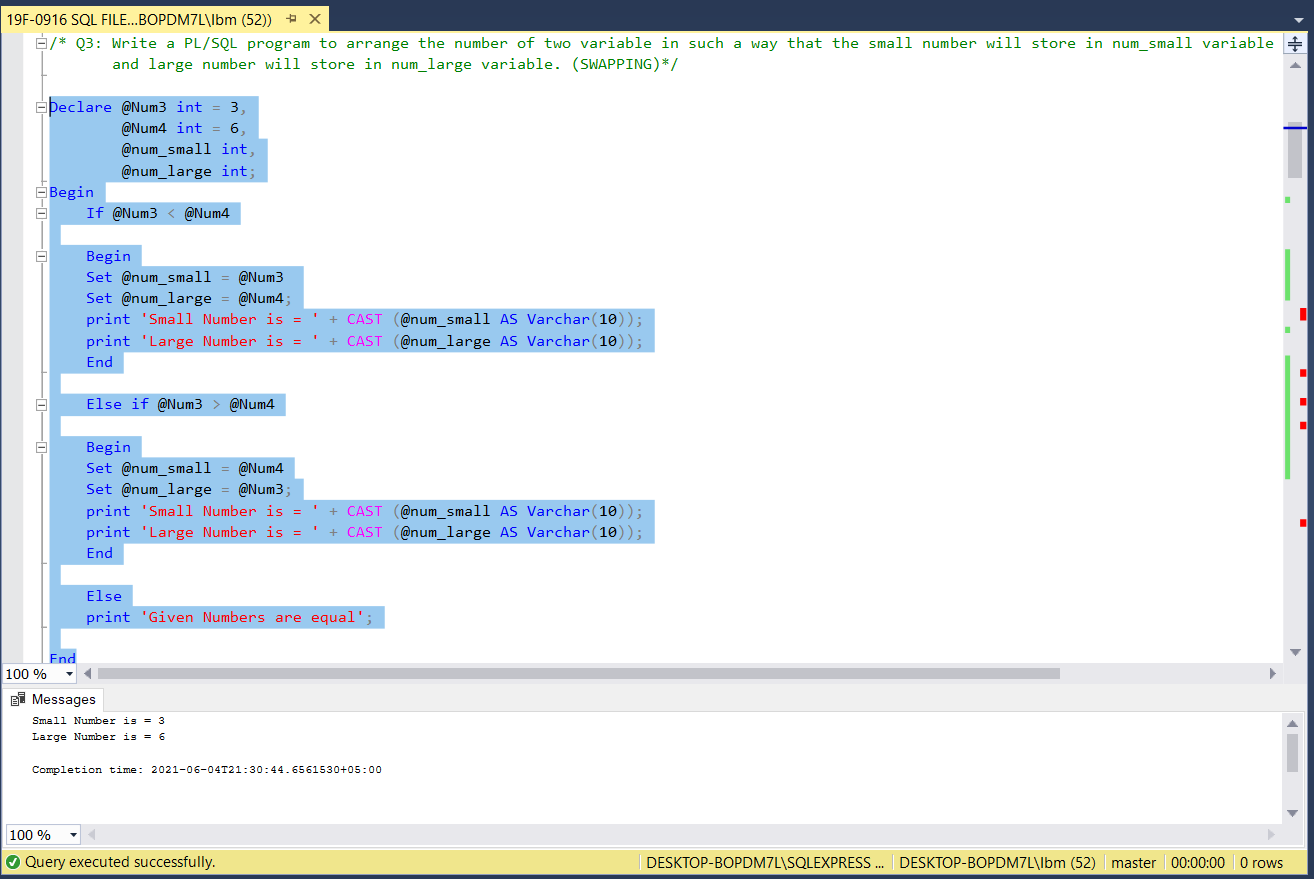 19F-0916 SQL FILE...BOPDM7L\Ibm (52))
/* Q3: Write a PL/SQL program to arrange the number of two variable in such a way that the small number will store in num_small variable
and large number will store in num_large variable. (SWAPPING)*/
Declare @Num3 int = 3,
@Num4 int = 6,
@num_small int,
@num_large int;
Begin
If @Num3 < @Num4
Begin
Set @num_small = @Num3
Set @num_large = @Num4;
print 'Small Number is = ' + CAST (@num_small AS Varchar(10));
print 'Large Number is = ' + CAST (@num_large AS Varchar(10));
End
Else if @Num3 > @Num4
Begin
Set @num_small = @Num4
Set @num_large = @Num3;
print 'Small Number is = ' + CAST (@num_small AS Varchar(10));
print 'Large Number is = ' + CAST (@num_large AS Varchar(10));
End
Else
print 'Given Numbers are equal';
End
100 %
Messages
Small Number is = 3
Large Number is = 6
Completion time: 2021-06-04T21:30:44.6561530+05:00
100 %
Query executed successfully. DESKTOP-BOPDM7L\SQLEXPRESS ... DESKTOP-BOPDM7L\Ibm (52) master 00:00:00 0 rows